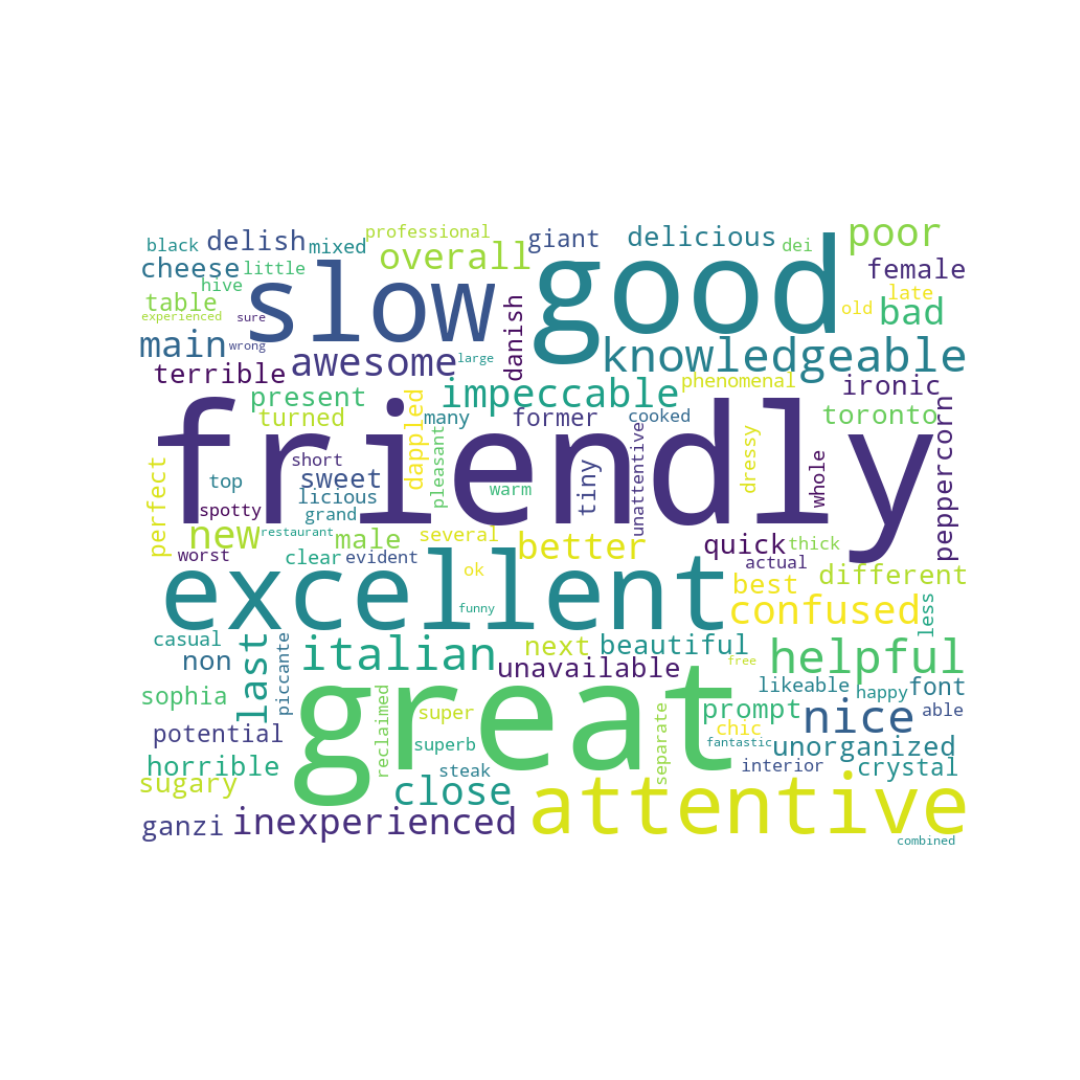 professional
black
delish
mixed
overall
giant
delicious
dei
poor
cheese
little
hive
slow
good
female
table
late
experienced
sure
danish
old
bad
main
wrong
awesome
large
knowledgeable
terrible
impeccable
phenomenal
ironic
present
turned
dappled
many
former
cooked
toronto
friendly
short
pleasant
unattentive
dressy
peppercorn
perfect
top
sweet
licious
warm
tiny
whole
spotty
grand
new
restaurant
male
several
better
quick
thick
worst
clear
evident
actual
excellent
ok
best
different
funny
confused
less
casual
last
piccante
italian
next
beautiful
helpful
non
unavailable
free
sophia
great
likeable
happy
font
reclaimed
super
separate
prompt
nice
able
potential
superb
chic
fantastic
unorganized
horrible
steak
interior
crystal
sugary
close
attentive
ganzi
inexperienced
combined